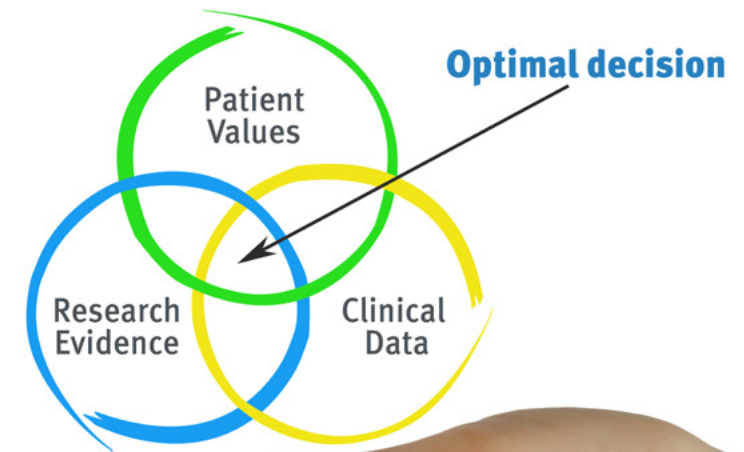 Optimal decision
Patient
Values
Research
Evidence
Clinical
Data